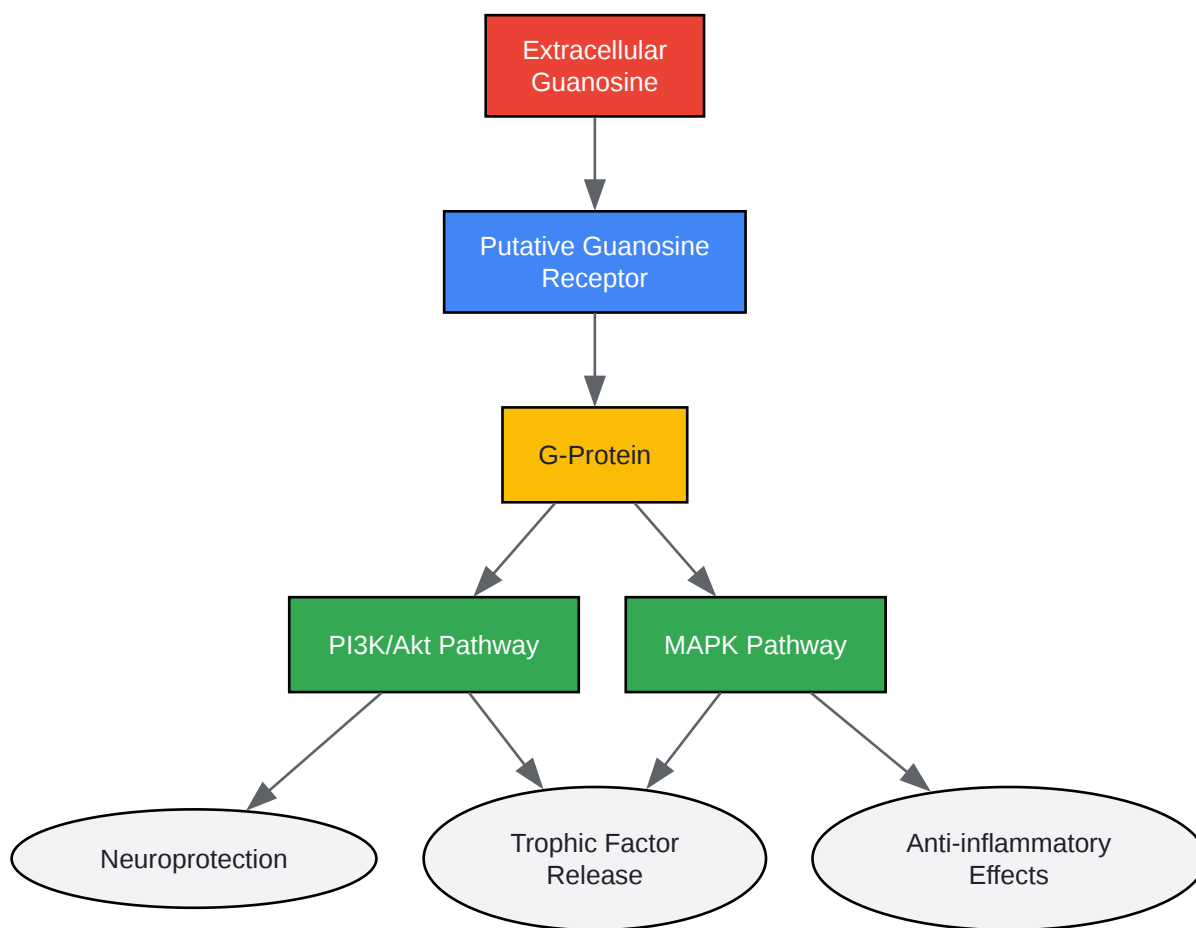 Extracellular
Guanosine
Putative Guanosine
Receptor
G-Protein
PI3K/Akt Pathway
MAPK Pathway
Neuroprotection
Trophic Factor
Release
Anti-inflammatory
Effects